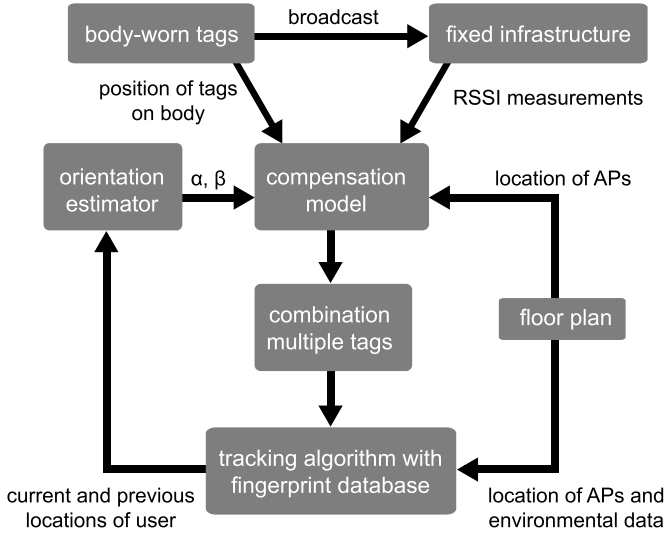 body-worn tags
broadcast
fixed infrastructure
position of tags
on body
RSSI measurements
orientation
estimator
α, β
compensation
model
location of APs
combination
multiple tags
floor plan
tracking algorithm with
fingerprint database
current and previous
locations of user
location of APs and
environmental data